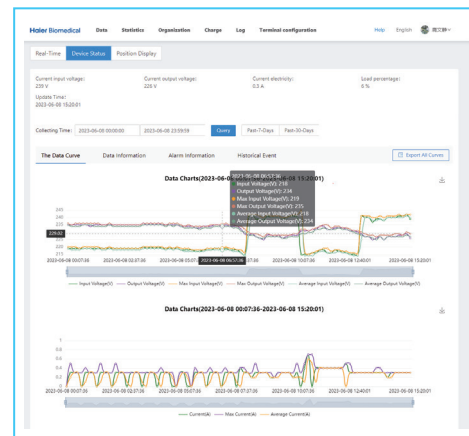 Haier Biomedical Data Statistics Organization Charge Log Terminal configuration Help English
Real-Time Device Status Position Display
Current input voltage: Current output voltage: Current electricity: Load percentage:
239 V 228 V 0.3 A 6 %
Update Time:
2023-06-08 15:20:01
Collecting Time: 2023-06-08 00:00:00 2023-06-08 23:59:59 Query Past-7-Days Past-30-Days
The Data Curve Data Information Alarm Information Historical Event Export All Curves
Data Charts(2023-06-08 15:20:01)
2023-06-08 06:57:36
Input Voltage(V): 218
Output Voltage(V): 234
Max Input Voltage(V): 219
Max Output Voltage(V): 235
Average Input Voltage(V): 218
Average Output Voltage(V): 234
245
240
235
229.02
225
220
215
2023-06-08 00:07:36 2023-06-08 02:37:36 2023-06-08 05:07 2023-06-08 06:57:36 2023-06-08 10:07:36 2023-06-08 12:40:01 2023-06-08 15:20:01
Input Voltage(V) Output Voltage(V) Max Input Voltage(V) Max Output Voltage(V) Average Input Voltage(V) Average Output Voltage(V)
Data Charts(2023-06-08 00:07:36-2023-06-08 15:20:01)
1
0.8
0.6
0.4
0.2
0
2023-06-08 00:07:36 2023-06-08 02:37:36 2023-06-08 05:07:36 2023-06-08 07:37:36 2023-06-08 10:07:36 2023-06-08 12:40:01 2023-06-08 15:20:01
Current(A) Max Current(A) Average Current(A)